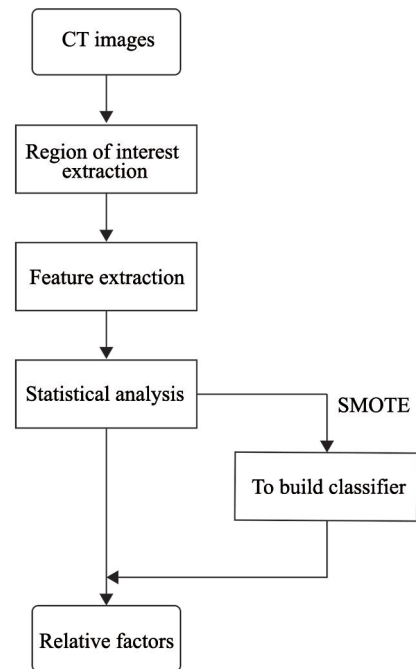 CT images
Region of interest
extraction
Feature extraction
Statistical analysis
SMOTE
To build classifier
Relative factors